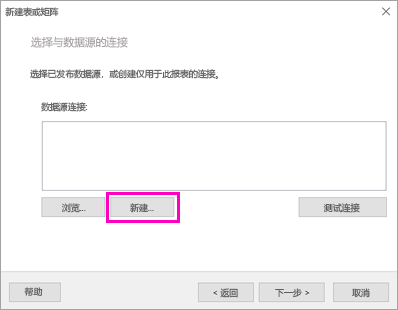 新建表或矩阵
选择与数据源的连接
选择已发布数据源，或创建仅用于此报表的连接。
数据源连接:
浏览... 新建... 测试连接
帮助 < 返回 下一步 > 取消